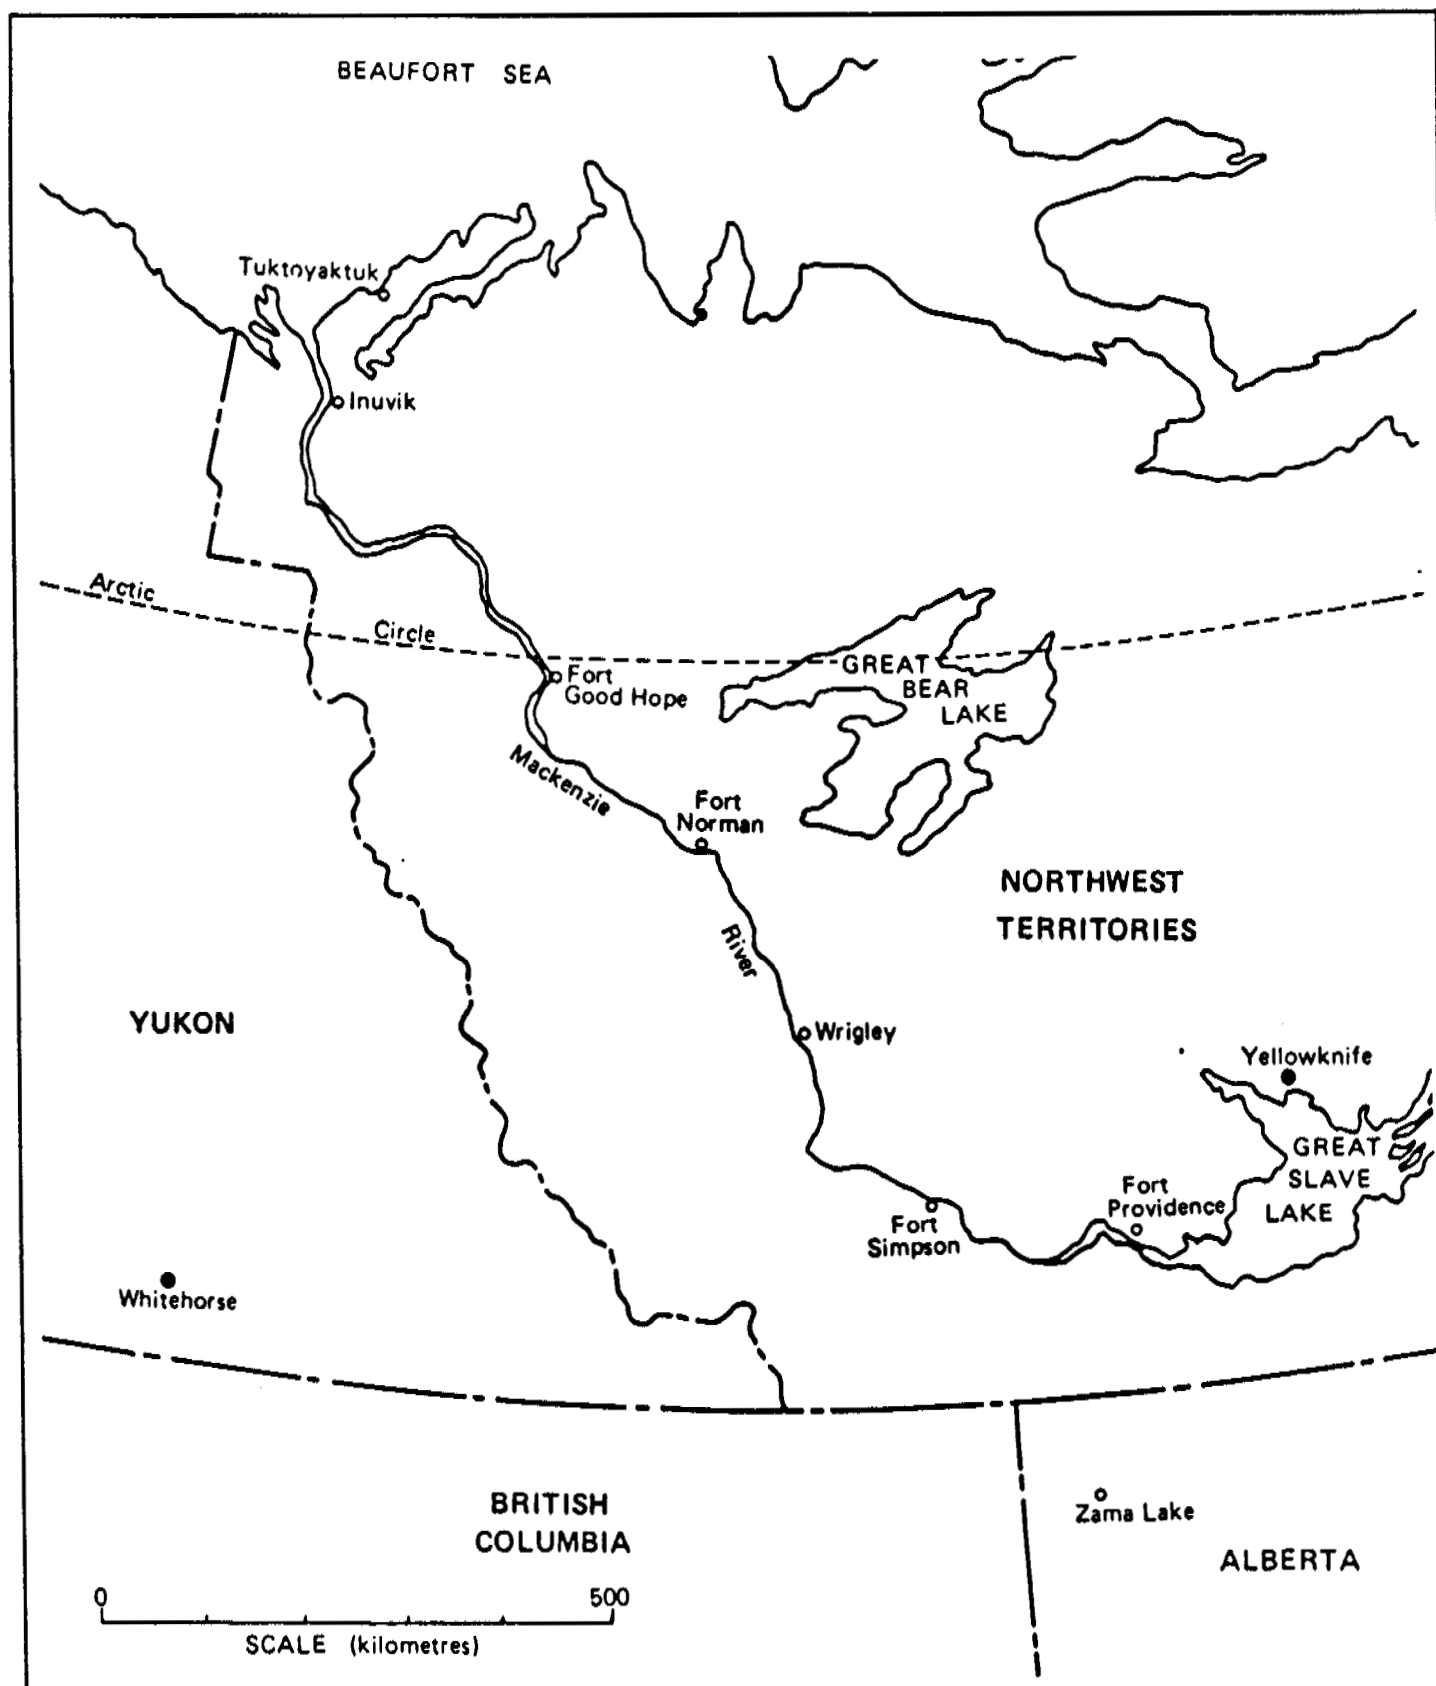 BEAUFORT SEA
Tuktoyaktuk
Inuvik
Arctic
Circle
Fort
Good Hope
GREAT
BEAR
LAKE
Mackenzie
Fort
Norman
River
NORTHWEST
TERRITORIES
YUKON
Wrigley
Yellowknife
GREAT
SLAVE
LAKE
Fort
Providence
Fort
Simpson
Whitehorse
BRITISH
COLUMBIA
Zama Lake
ALBERTA
0 500
SCALE (kilometres)